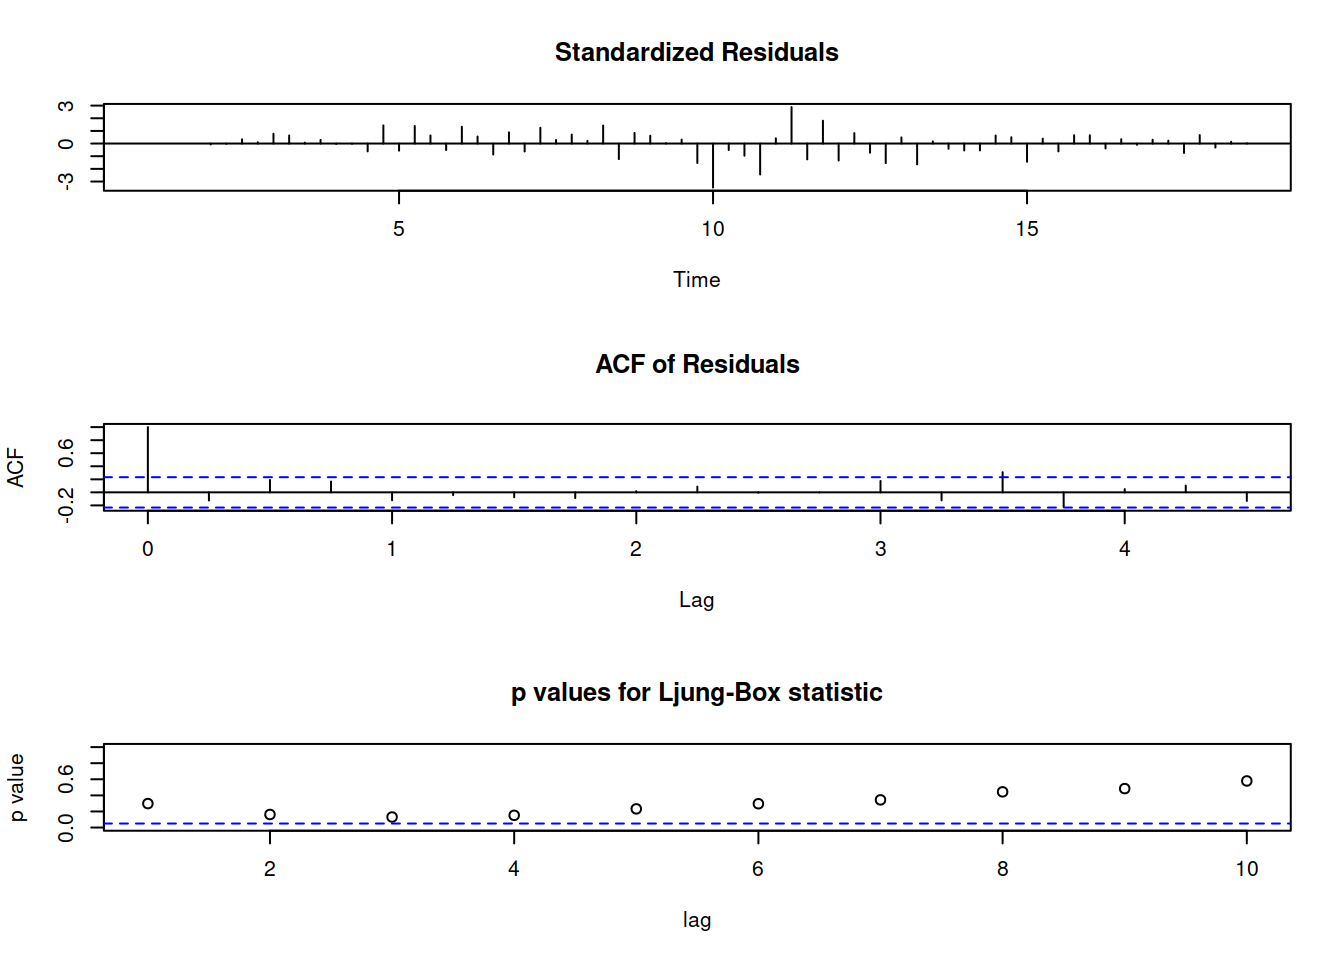 Standardized Residuals
3
0
-3
5 10 15
Time
ACF of Residuals
ACF
0.6
-0.2
0 1 2 3 4
Lag
p values for Ljung-Box statistic
p value
0.6
0.0
2 4 6 8 10
lag